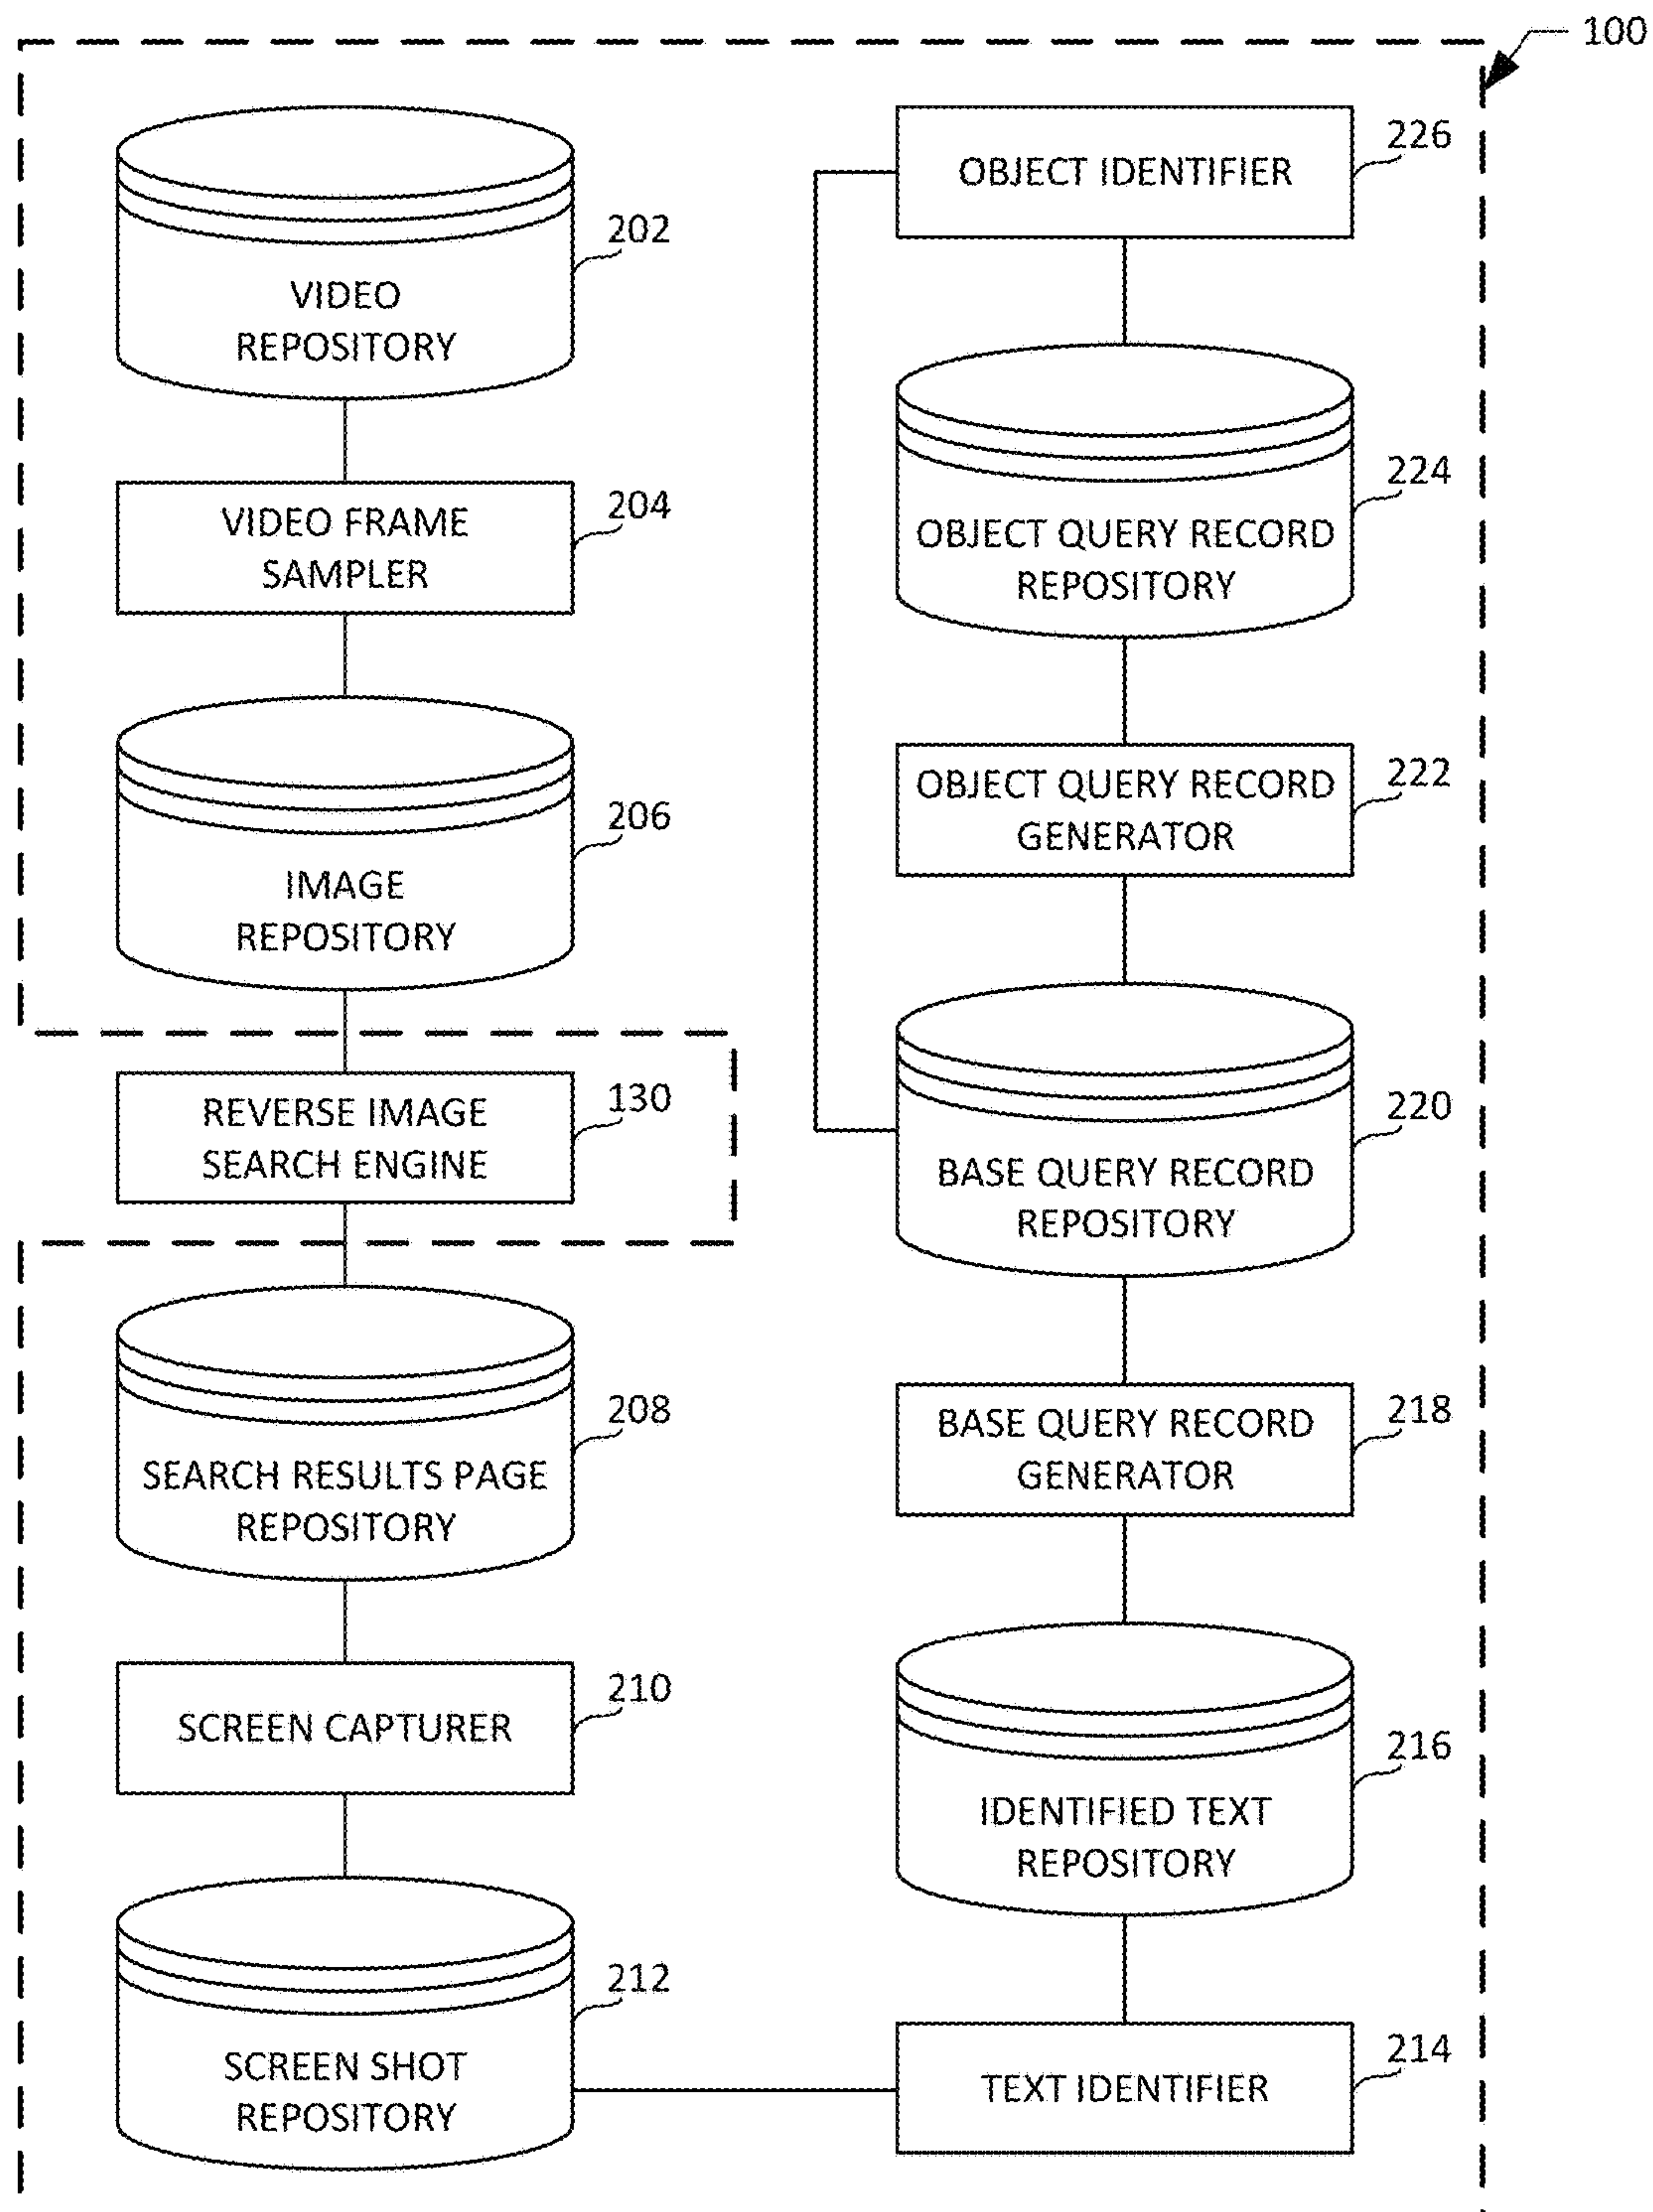 100
202
VIDEO
REPOSITORY
204
VIDEO FRAME
SAMPLER
206
IMAGE
REPOSITORY
130
REVERSE IMAGE
SEARCH ENGINE
208
SEARCH RESULTS PAGE
REPOSITORY
210
SCREEN CAPTURER
212
SCREEN SHOT
REPOSITORY
226
OBJECT IDENTIFIER
224
OBJECT QUERY RECORD
REPOSITORY
222
OBJECT QUERY RECORD
GENERATOR
220
BASE QUERY RECORD
REPOSITORY
218
BASE QUERY RECORD
GENERATOR
216
IDENTIFIED TEXT
REPOSITORY
214
TEXT IDENTIFIER